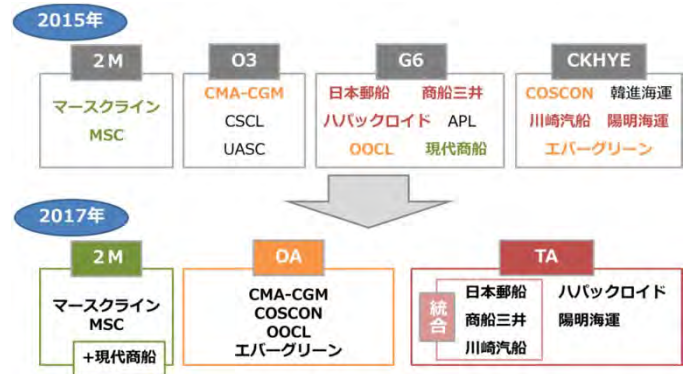 2015年
2M
O3
G6
CKHYE
マースクライン
MSC
CMA-CGM
CSCL
UASC
日本郵船 商船三井
ハパックロイド APL
OOCL 現代商船
COSCON 韓進海運
川崎汽船 陽明海運
エバーグリーン
2017年
2M
OA
TA
マースクライン
MSC
+現代商船
CMA-CGM
COSCON
OOCL
エバーグリーン
統合
日本郵船 ハパックロイド
商船三井 陽明海運
川崎汽船